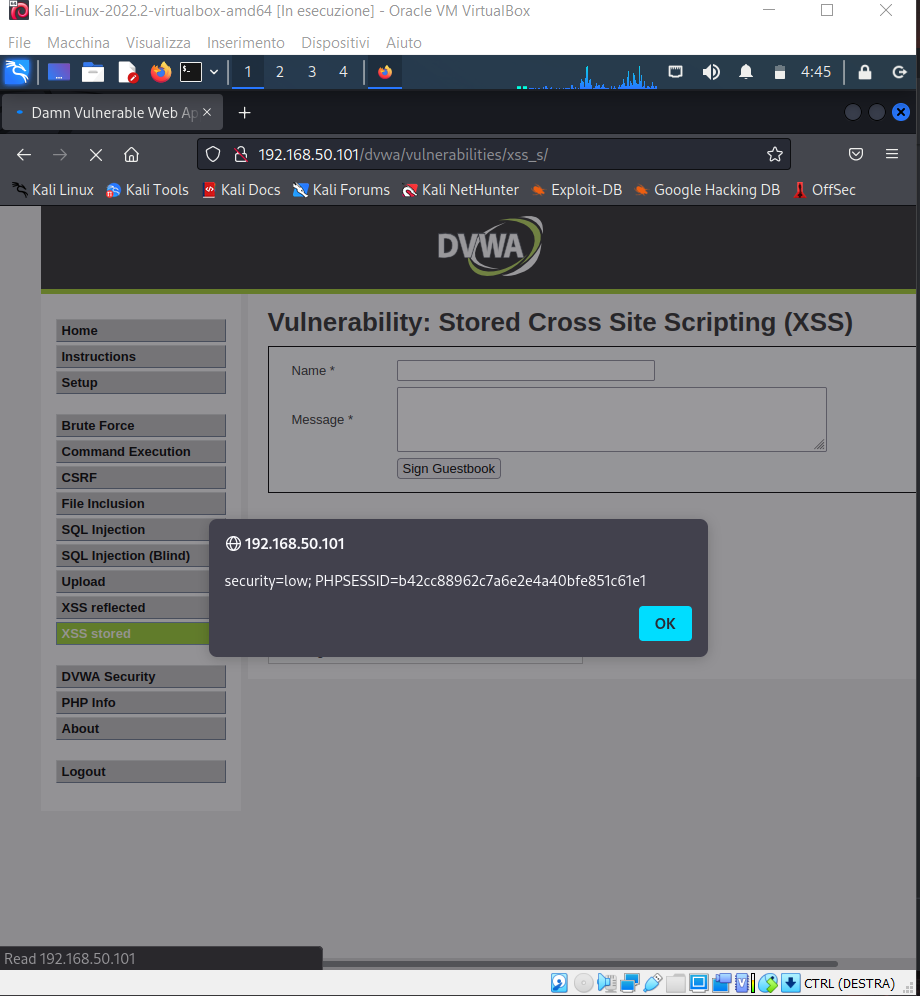 Kali-Linux-2022.2-virtualbox-amd64 [In esecuzione] - Oracle VM VirtualBox
File Macchina Visualizza Inserimento Dispositivi Aiuto
1 2 3 4 4:45
Damn Vulnerable Web Ap
192.168.50.101/dvwa/vulnerabilities/xss_s/
Kali Linux Kali Tools Kali Docs Kali Forums Kali NetHunter Exploit-DB Google Hacking DB OffSec
DVWA
Home
Instructions
Setup
Brute Force
Command Execution
CSRF
File Inclusion
SQL Injection
SQL Injection (Blind)
Upload
XSS reflected
XSS stored
DVWA Security
PHP Info
About
Logout
Vulnerability: Stored Cross Site Scripting (XSS)
Name *
Message *
Sign Guestbook
192.168.50.101
security=low; PHPSESSID=b42cc88962c7a6e2e4a40bfe851c61e1
OK
Read 192.168.50.101
CTRL (DESTRA)